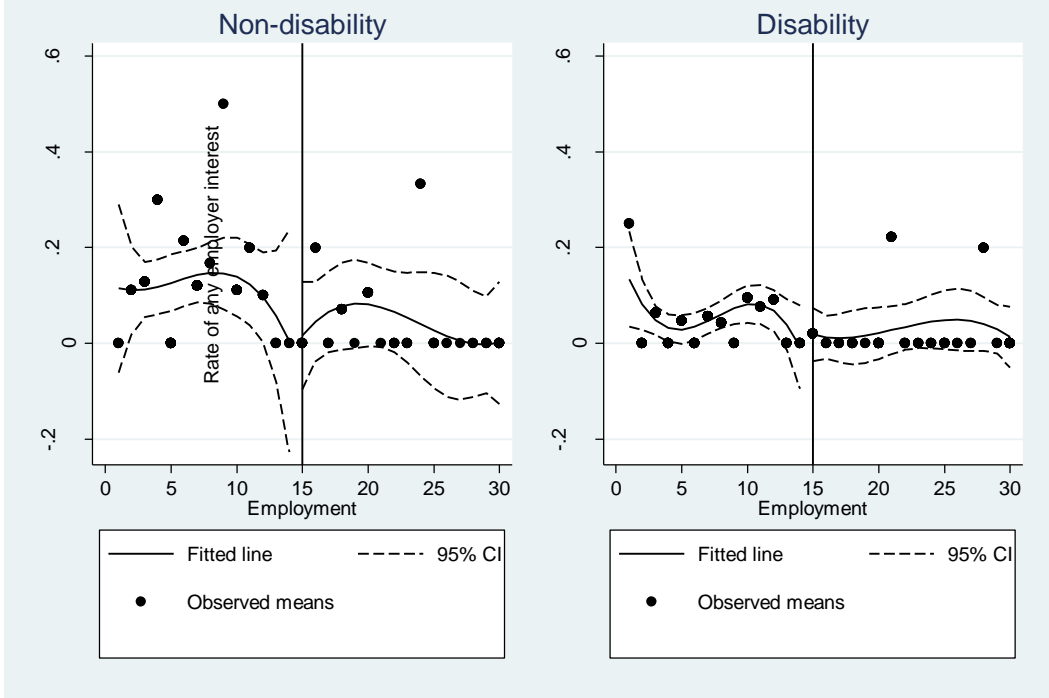 Non-disability
.6
.4
.2
0
-.2
Rate of any employer interest
0 5 10 15 20 25 30
Employment
Fitted line 95% CI
Observed means
Disability
.6
.4
.2
0
-.2
0 5 10 15 20 25 30
Employment
Fitted line 95% CI
Observed means